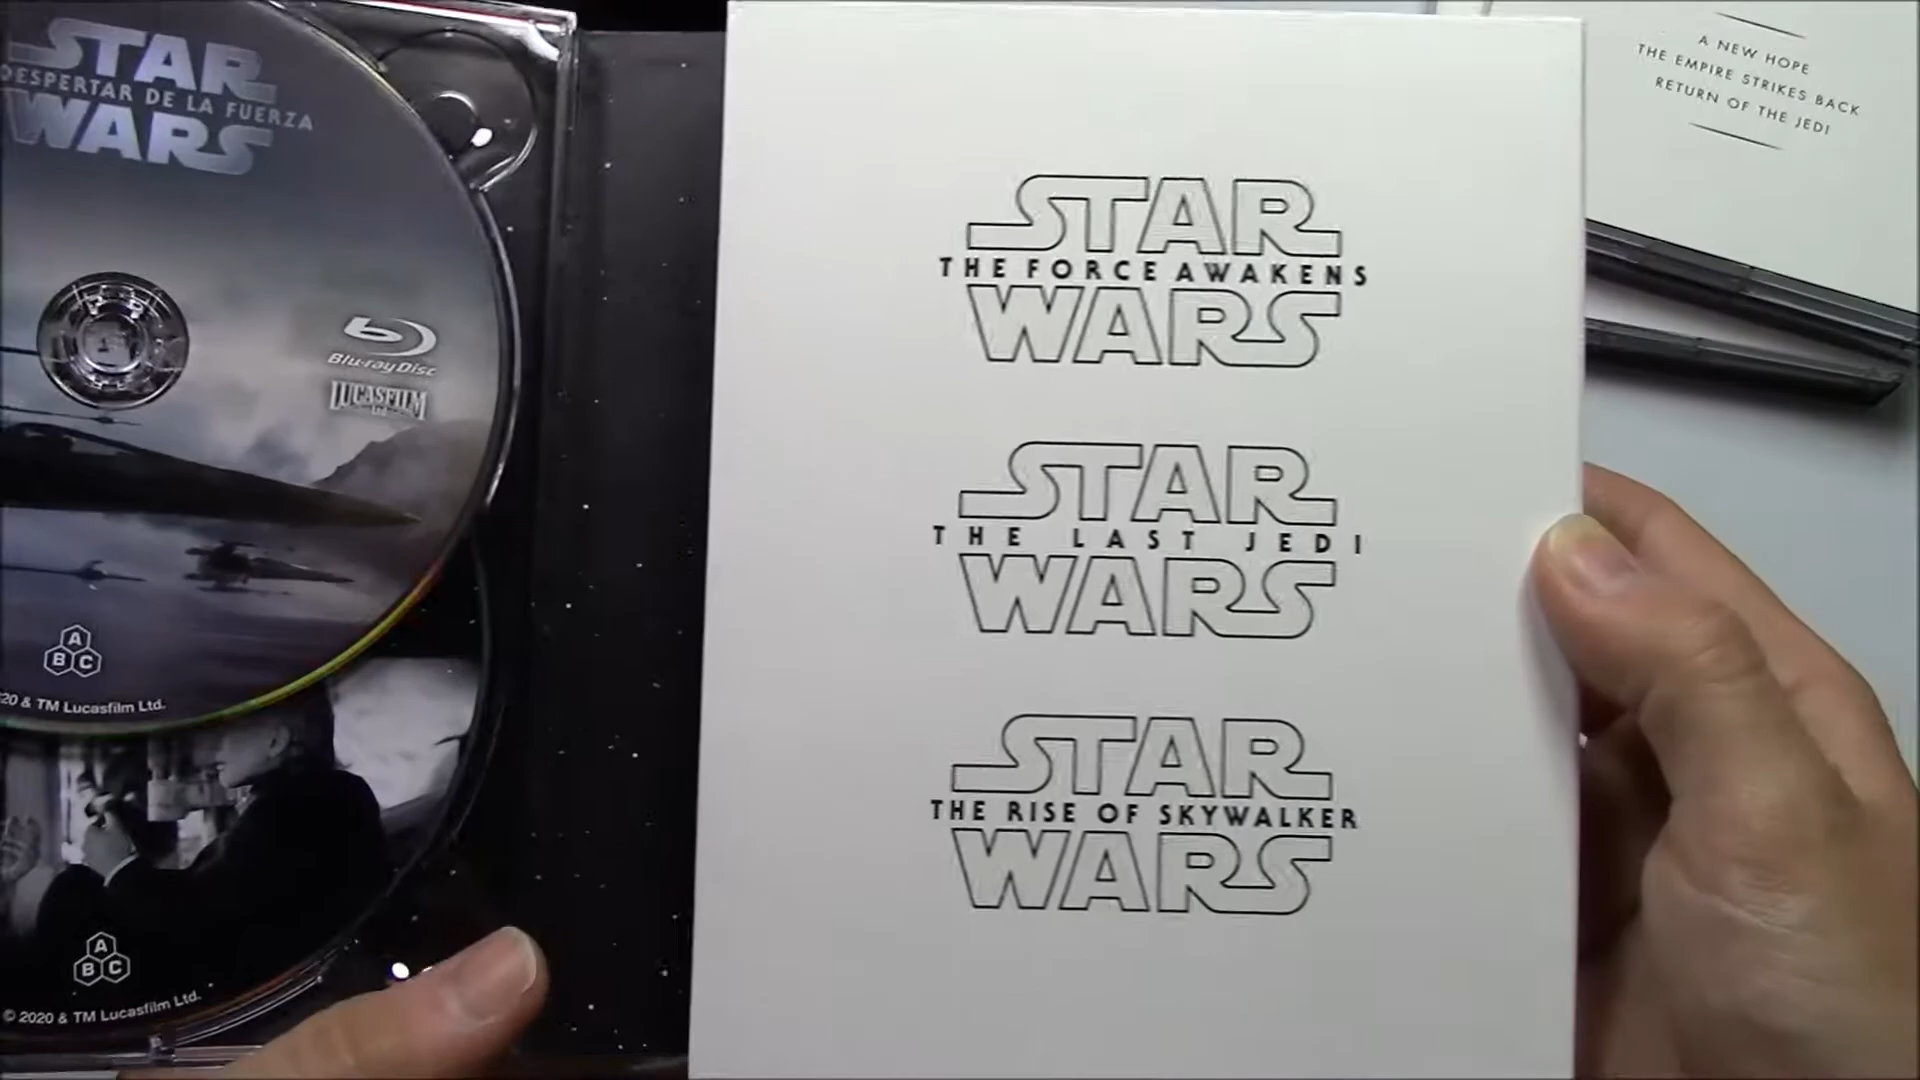 STAR
DESPERTAR DE LA FUERZA
WARS
Blu-ray Disc
LUCASFILM
Ltd
A
B C
20 & TM Lucasfilm Ltd.
A
B C
© 2020 & TM Lucasfilm Ltd.
STAR
THE FORCE AWAKENS
WARS
STAR
THE LAST JEDI
WARS
STAR
THE RISE OF SKYWALKER
WARS
A NEW HOPE
THE EMPIRE STRIKES BACK
RETURN OF THE JEDI